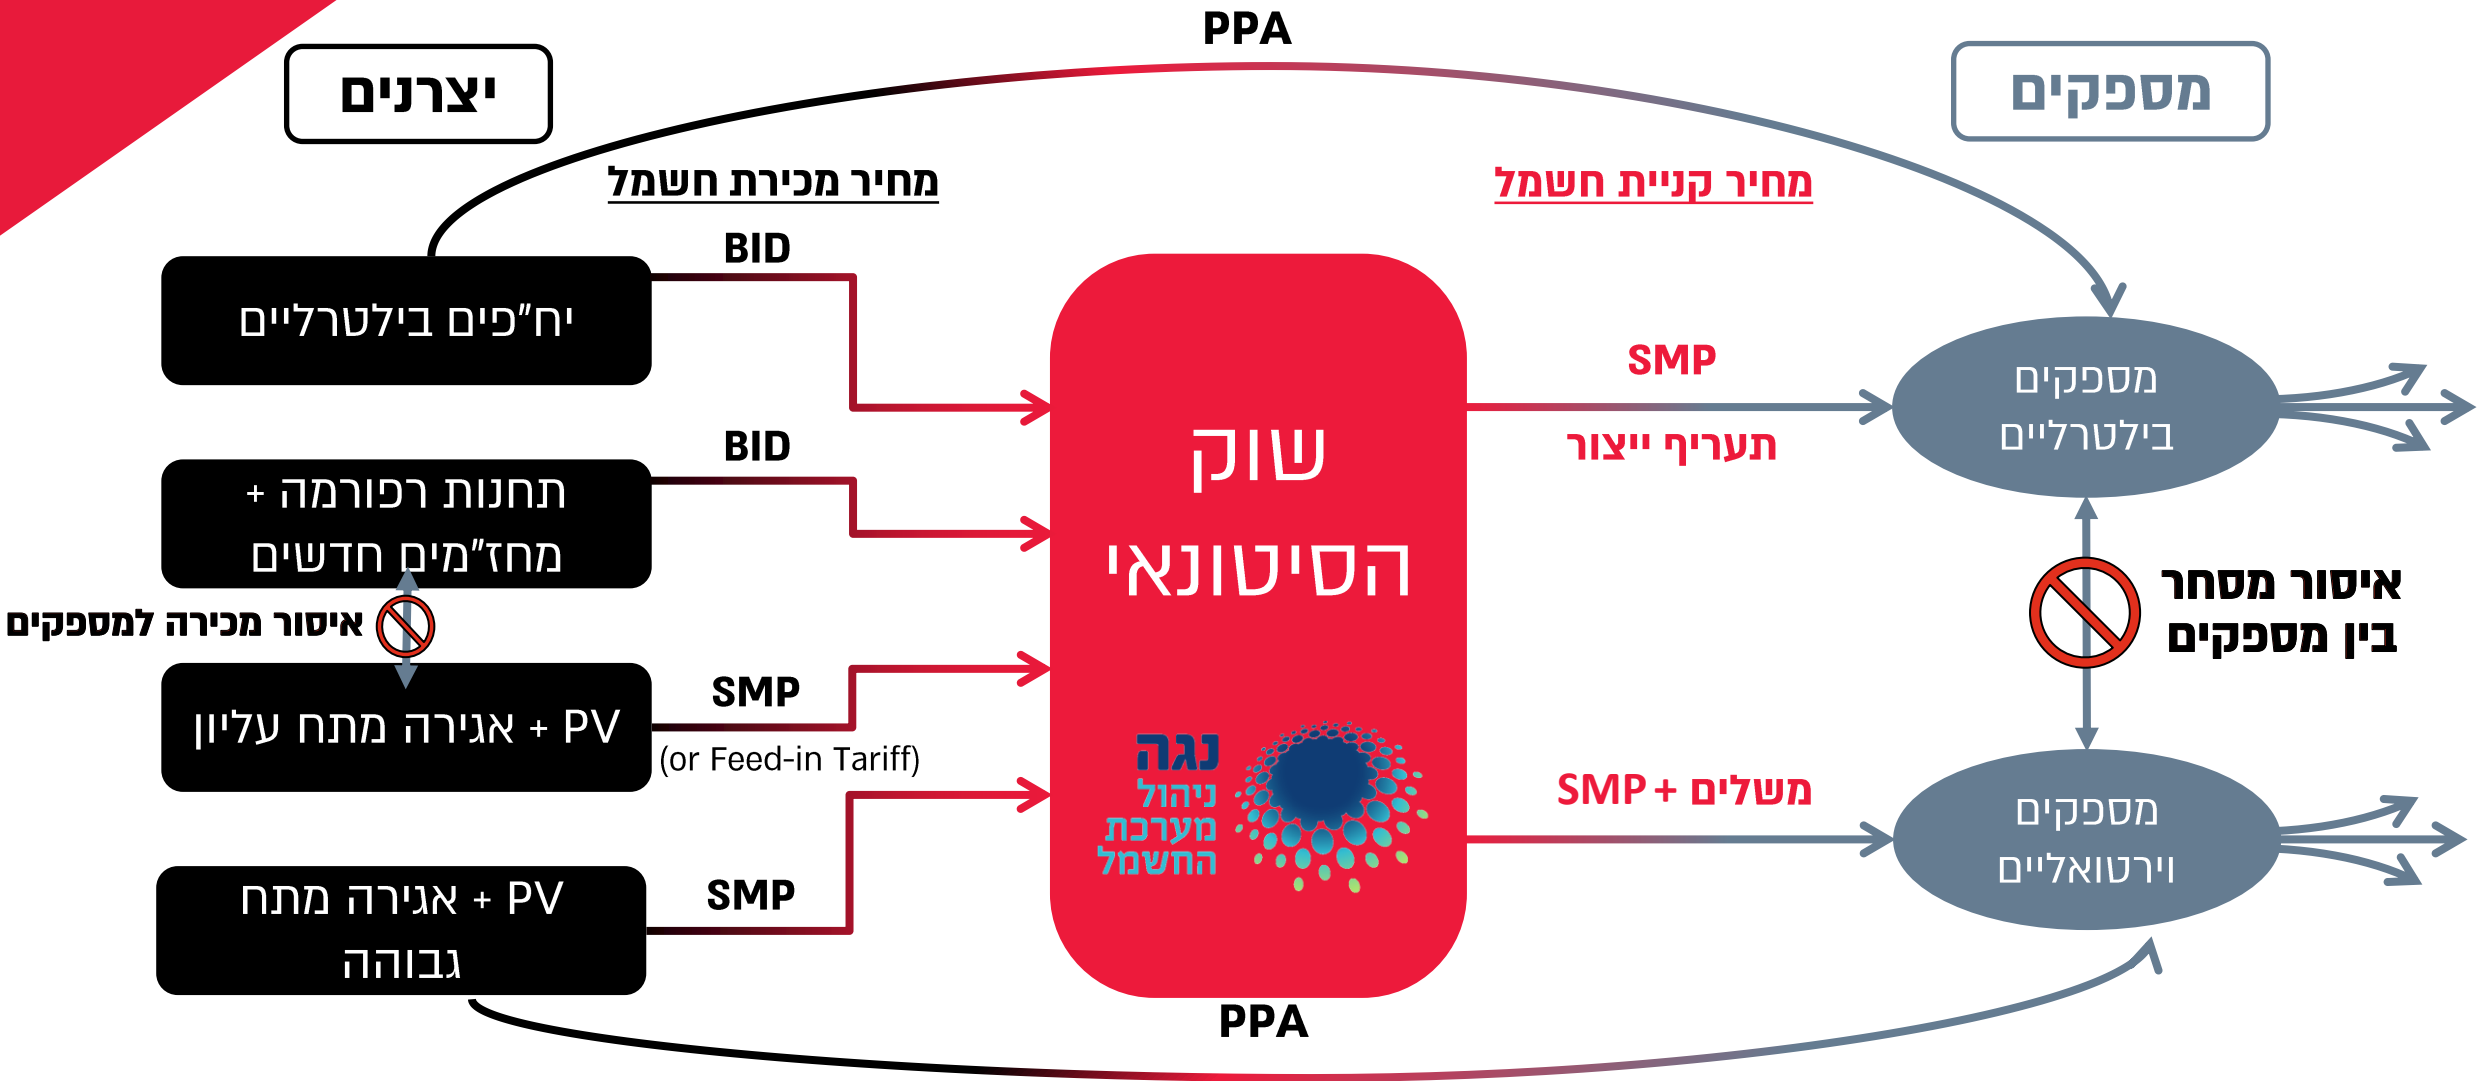 PPA
יצרנים
מספקים
מחיר מכירת חשמל
מחיר קניית חשמל
BID
יח"פים בילטרליים
SMP
תעריף ייצור
מספקים
בילטרליים
BID
תחנות רפורמה +
מחז"מים חדשים
שוק
הסיטונאי
איסור מכירה למספקים
איסור מסחר
בין מספקים
SMP
PV + אגירה מתח עליון
(or Feed-in Tariff)
נגה
ניהול
מערכת
החשמל
SMP + משלים
מספקים
וירטואליים
SMP
PV + אגירה מתח
גבוהה
PPA